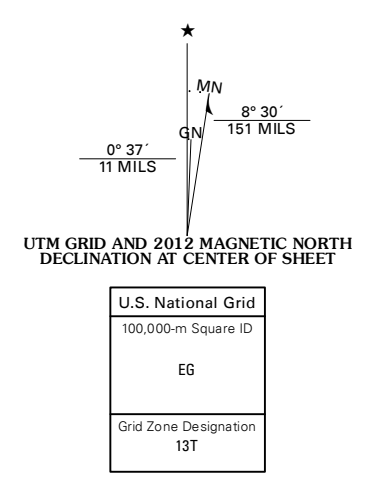 ★
MN
8° 30´
151 MILS
GN
0° 37´
11 MILS
UTM GRID AND 2012 MAGNETIC NORTH
DECLINATION AT CENTER OF SHEET
U.S. National Grid
100,000-m Square ID
EG
Grid Zone Designation
13T